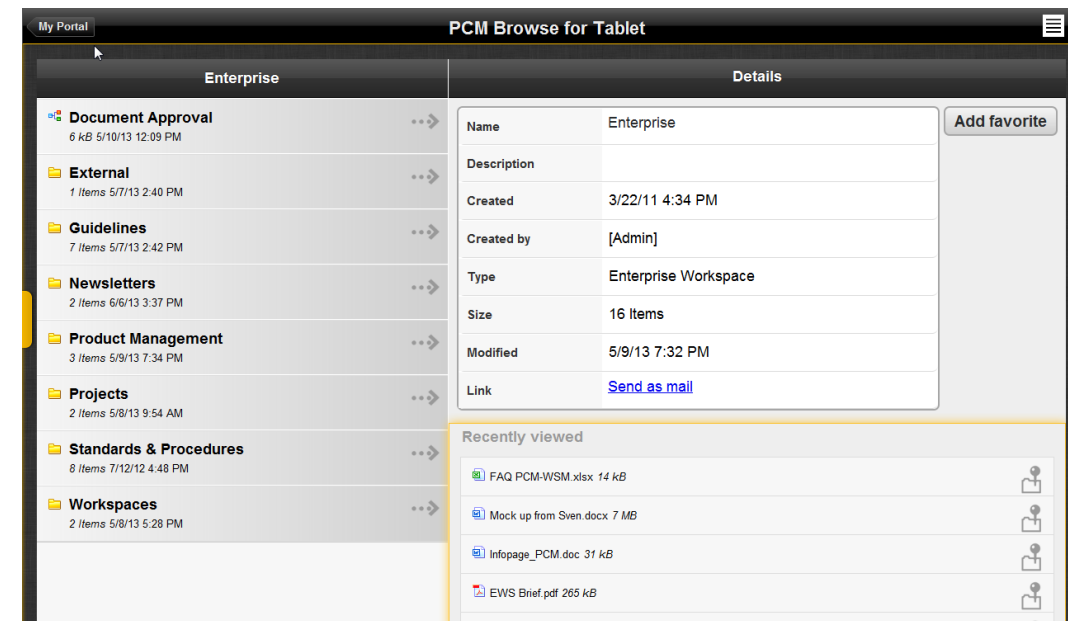 My Portal
PCM Browse for Tablet
Enterprise
Document Approval
6 kB 5/10/13 12:09 PM
External
1 Items 5/7/13 2:40 PM
Guidelines
7 Items 5/7/13 2:42 PM
Newsletters
2 Items 6/6/13 3:37 PM
Product Management
3 Items 5/9/13 7:34 PM
Projects
2 Items 5/8/13 9:54 AM
Standards & Procedures
8 Items 7/12/12 4:48 PM
Workspaces
2 Items 5/8/13 5:28 PM
Details
Name Enterprise
Description
Created 3/22/11 4:34 PM
Created by [Admin]
Type Enterprise Workspace
Size 16 Items
Modified 5/9/13 7:32 PM
Link Send as mail
Add favorite
Recently viewed
FAQ PCM-WSM.xlsx 14 kB
Mock up from Sven.docx 7 MB
Infopage_PCM.doc 31 kB
EWS Brief.pdf 265 kB